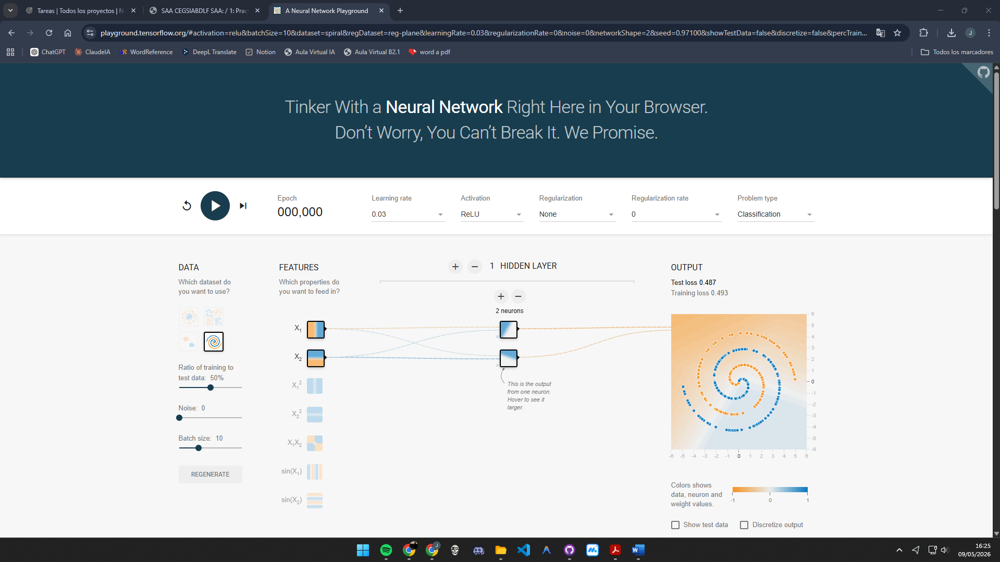 Tareas | Todos los proyectos | N
SAA CEGSIABDLF SAA: / 1: Prac
A Neural Network Playground
playground.tensorflow.org/#activation=relu&batchSize=10&dataset=spiral&regDataset=reg-plane&learningRate=0.03&regularizationRate=0&noise=0&networkShape=2&seed=0.97100&showTestData=false&discretize=false&percTrain...
J
ChatGPT
ClaudeIA
WordReference
DeepL Translate
Notion
Aula Virtual IA
Aula Virtual B2.1
word a pdf
Todos los marcadores
Tinker With a Neural Network Right Here in Your Browser.
Don’t Worry, You Can’t Break It. We Promise.
Epoch
000,000
Learning rate
0.03
Activation
ReLU
Regularization
None
Regularization rate
0
Problem type
Classification
DATA
Which dataset do
you want to use?
Ratio of training to
test data: 50%
Noise: 0
Batch size: 10
REGENERATE
FEATURES
Which properties do
you want to feed in?
X1
X2
X1²
X2²
X1X2
sin(X1)
sin(X2)
+ − 1 HIDDEN LAYER
+ −
2 neurons
This is the output
from one neuron.
Hover to see it
larger.
OUTPUT
Test loss 0.487
Training loss 0.493
6
5
4
3
2
1
0
-1
-2
-3
-4
-5
-6
-6 -5 -4 -3 -2 -1 0 1 2 3 4 5 6
Colors shows
data, neuron and
weight values.
-1 0 1
Show test data
Discretize output
J
16:25
09/05/2026